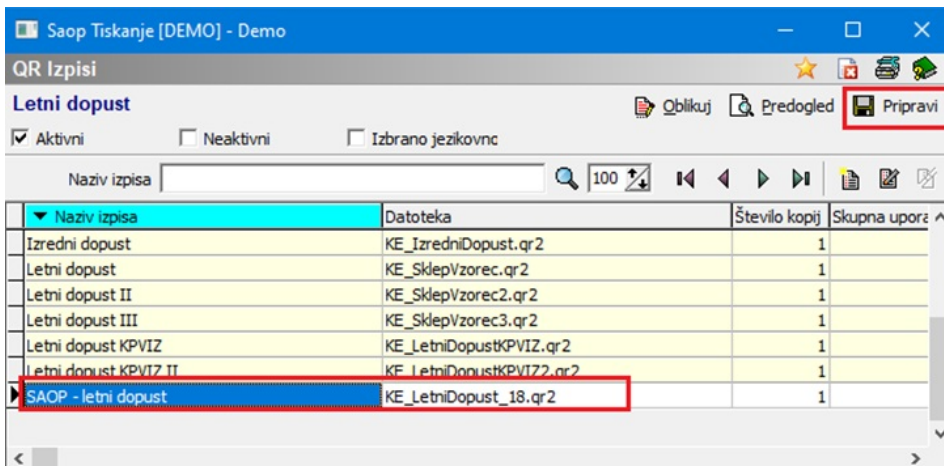 Saop Tiskanje [DEMO] - Demo
QR Izpisi
Letni dopust
Oblikuj Predogled Pripravi
Aktivni Neaktivni Izbrano jezikovno
Naziv izpisa 100
Naziv izpisa Datoteka Število kopij Skupna upora
Izredni dopust KE_IzredniDopust.qr2 1
Letni dopust KE_SklepVzorec.qr2 1
Letni dopust II KE_SklepVzorec2.qr2 1
Letni dopust III KE_SklepVzorec3.qr2 1
Letni dopust KPVIZ KE_LetniDopustKPVIZ.qr2 1
Letni dopust KPVIZ II KE_LetniDopustKPVIZ2.qr2 1
SAOP - letni dopust KE_LetniDopust_18.qr2 1